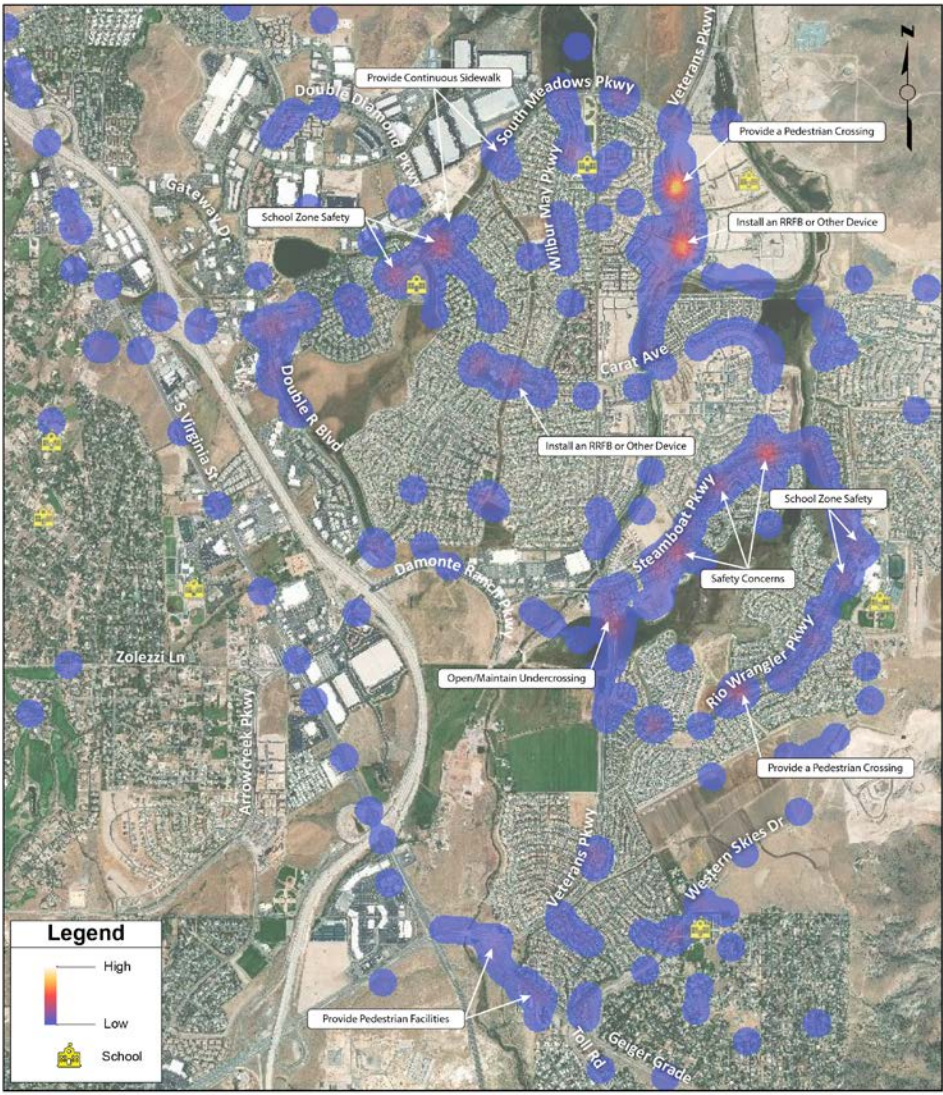 N
Veterans Pkwy
Provide Continuous Sidewalk
South Meadows Pkwy
Double Diamond Pkwy
Provide a Pedestrian Crossing
Wilbur May Pkwy
Gateway Dr
School Zone Safety
Install an RRFB or Other Device
Carat Ave
Double R Blvd
S Virginia St
Install an RRFB or Other Device
Steamboat Pkwy
School Zone Safety
Damonte Ranch Pkwy
Safety Concerns
Zolezzi Ln
Open/Maintain Undercrossing
Rio Wrangler Pkwy
Arrowcreek Pkwy
Provide a Pedestrian Crossing
Veterans Pkwy
Western Skies Dr
Legend
High
Low
School
Provide Pedestrian Facilities
Toll Rd
Geiger Grade